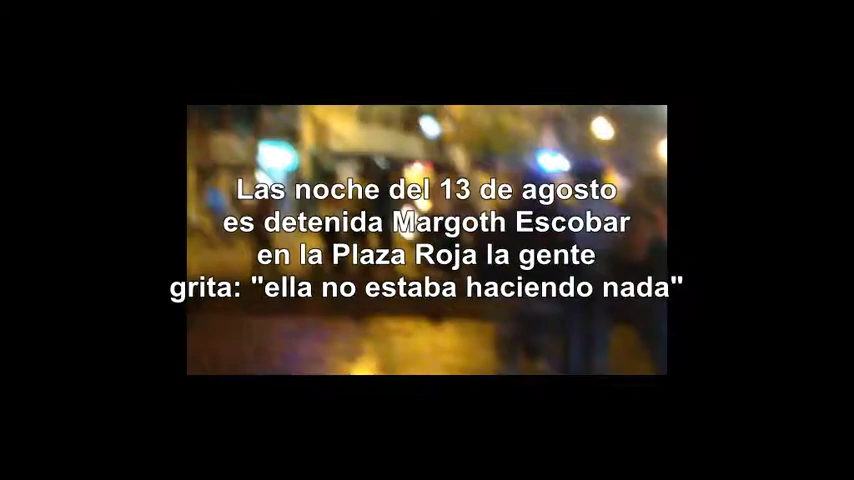 Las noche del 13 de agosto
es detenida Margoth Escobar
en la Plaza Roja la gente
grita: "ella no estaba haciendo nada"